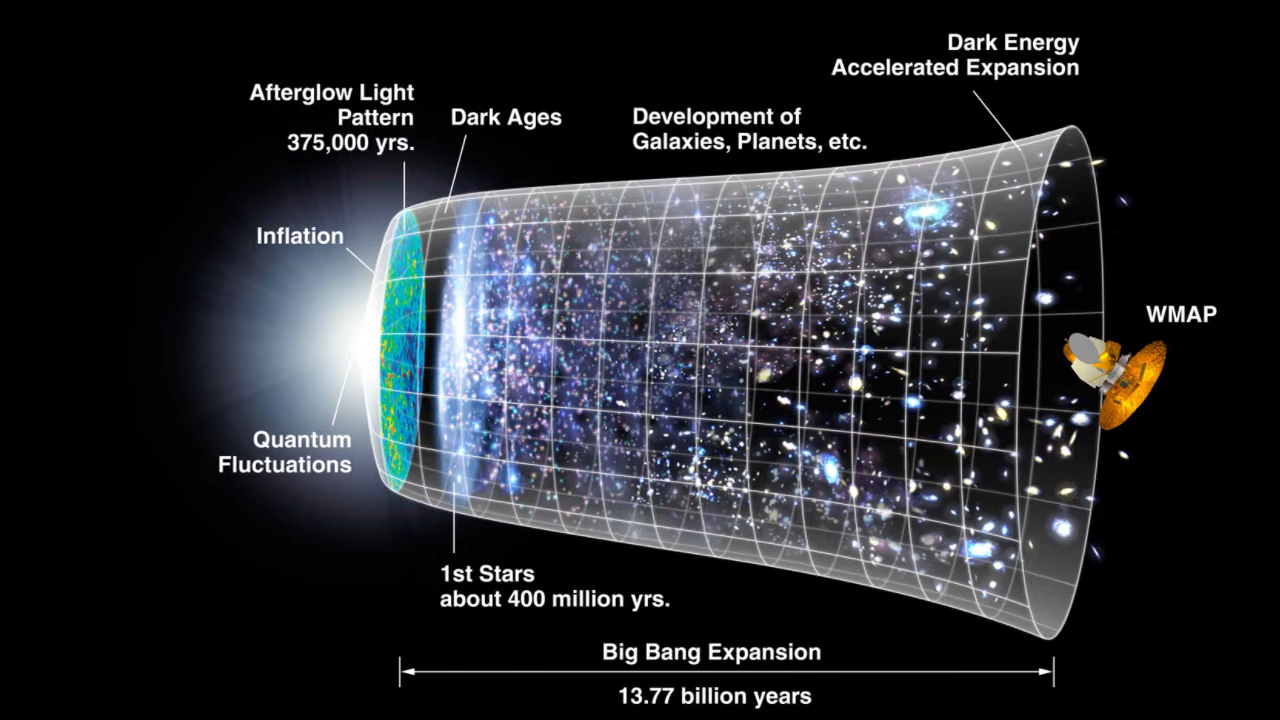 Dark Energy
Accelerated Expansion
Afterglow Light
Pattern
375,000 yrs.
Dark Ages
Development of
Galaxies, Planets, etc.
Inflation
WMAP
Quantum
Fluctuations
1st Stars
about 400 million yrs.
Big Bang Expansion
13.77 billion years